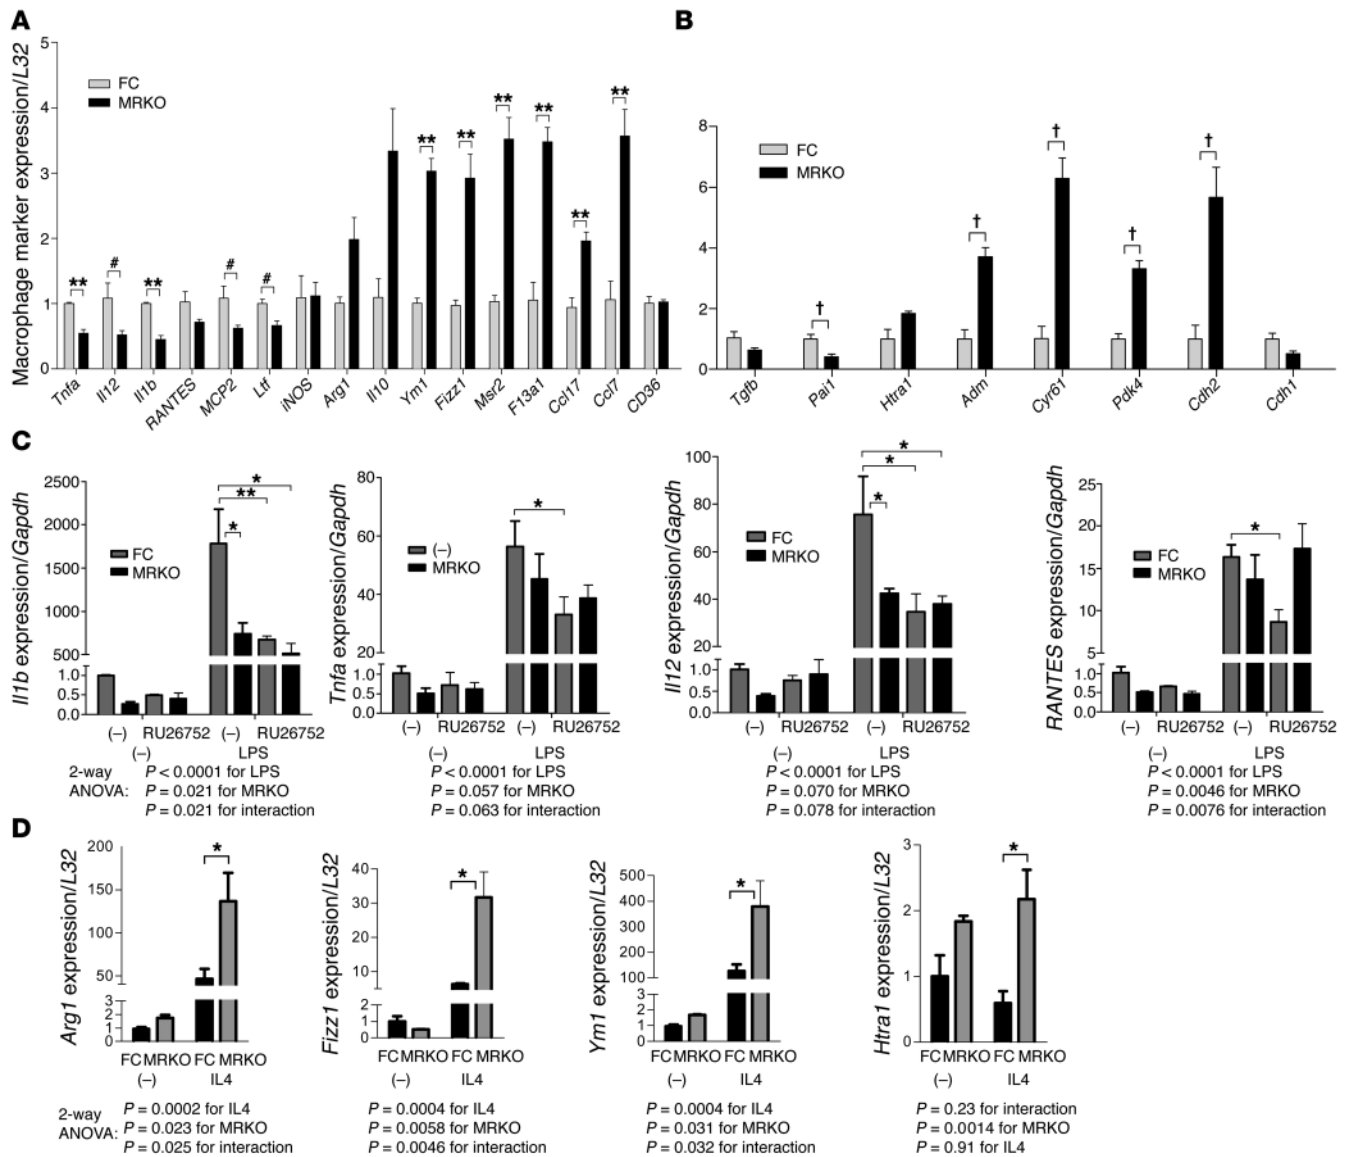 A
Macrophage marker expression/L32
5
4
3
2
1
0
FC
MRKO
** # ** # # ** ** ** ** ** **
Tnfa Il12 Il1b RANTES MCP2 Ltf iNOS Arg1 Il10 Ym1 Fizz1 Msr2 F13a1 Ccl17 Ccl7 CD36
B
8
6
4
2
0
FC
MRKO
† † † † †
Tgfb Pai1 Htra1 Adm Cyr61 Pdk4 Cdh2 Cdh1
C
Il1b expression/Gapdh
2500
2000
1500
1000
500
1.0
0.5
0.0
FC
MRKO
*
**
*
(–) RU26752 (–) RU26752
(–) LPS
2-way ANOVA:
P < 0.0001 for LPS
P = 0.021 for MRKO
P = 0.021 for interaction
Tnfa expression/Gapdh
80
60
40
20
1.0
0.5
0.0
(–)
MRKO
*
(–) RU26752 (–) RU26752
(–) LPS
P < 0.0001 for LPS
P = 0.057 for MRKO
P = 0.063 for interaction
Il12 expression/Gapdh
100
80
60
40
20
1.0
0.5
0.0
FC
MRKO
*
*
*
(–) RU26752 (–) RU26752
(–) LPS
P < 0.0001 for LPS
P = 0.070 for MRKO
P = 0.078 for interaction
RANTES expression/Gapdh
25
20
15
10
5
1.0
0.5
0.0
FC
MRKO
*
(–) RU26752 (–) RU26752
(–) LPS
P < 0.0001 for LPS
P = 0.0046 for MRKO
P = 0.0076 for interaction
D
Arg1 expression/L32
200
150
100
50
3
2
1
0
*
FC MRKO FC MRKO
(–) IL4
2-way ANOVA:
P = 0.0002 for IL4
P = 0.023 for MRKO
P = 0.025 for interaction
Fizz1 expression/L32
40
30
20
10
2
1
0
*
FC MRKO FC MRKO
(–) IL4
P = 0.0004 for IL4
P = 0.0058 for MRKO
P = 0.0046 for interaction
Ym1 expression/L32
500
400
300
200
100
3
2
1
0
*
FC MRKO FC MRKO
(–) IL4
P = 0.0004 for IL4
P = 0.031 for MRKO
P = 0.032 for interaction
Htra1 expression/L32
3
2
1
0
*
FC MRKO FC MRKO
(–) IL4
P = 0.23 for interaction
P = 0.0014 for MRKO
P = 0.91 for IL4